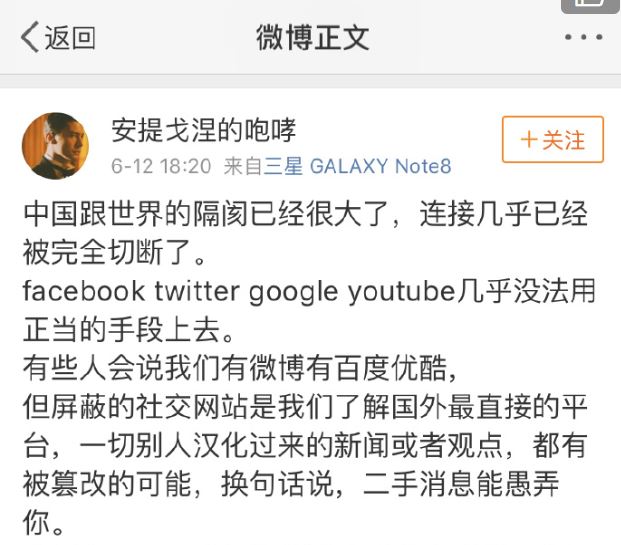 返回
微博正文
安提戈涅的咆哮
+关注
6-12 18:20 来自三星 GALAXY Note8
中国跟世界的隔阂已经很大了，连接几乎已经
被完全切断了。
facebook twitter google youtube几乎没法用
正当的手段上去。
有些人会说我们有微博有百度优酷，
但屏蔽的社交网站是我们了解国外最直接的平
台，一切别人汉化过来的新闻或者观点，都有
被篡改的可能，换句话说，二手消息能愚弄
你。